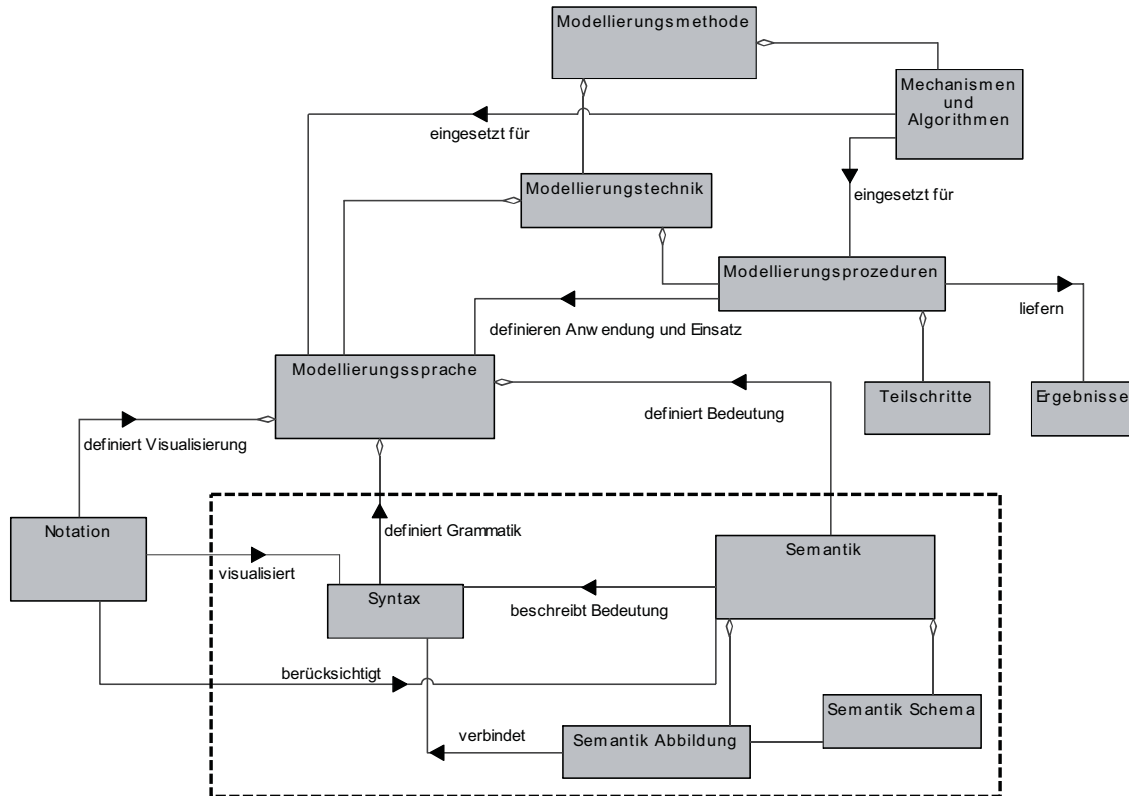 Modellierungsmethode
Mechanismen
und
Algorithmen
eingesetzt für
Modellierungstechnik
eingesetzt für
Modellierungsprozeduren
liefern
definieren Anwendung und Einsatz
Modellierungssprache
Teilschritte
Ergebnisse
definiert Bedeutung
definiert Visualisierung
Notation
definiert Grammatik
Semantik
visualisiert
Syntax
beschreibt Bedeutung
berücksichtigt
Semantik Schema
verbindet
Semantik Abbildung